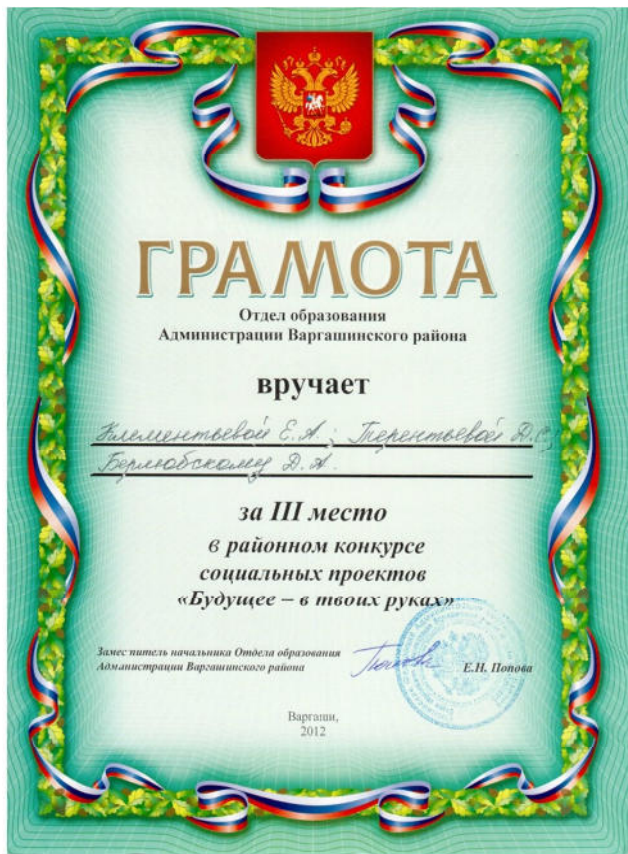 ГРАМОТА
Отдел образования
Администрации Варгашинского района
вручает
Клементьевой Е.А.; Терентьевой Д.С.;
Д.А.
за III место
в районном конкурсе
социальных проектов
«Будущее – в твоих руках»
Заместитель начальника Отдела образования
Администрации Варгашинского района
Е.Н. Попова
Варгаши,
2012